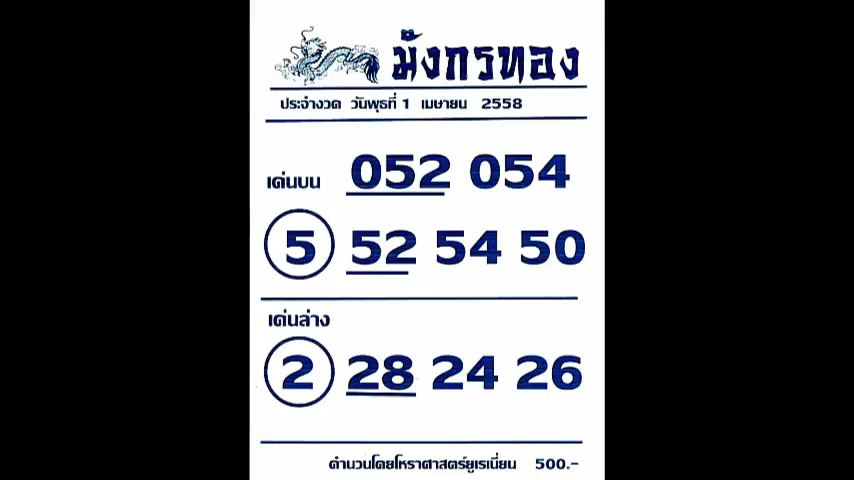 มังกรทอง
ประจำงวด วันพุธที่ 1 เมษายน 2558
เด่นบน 052 054
5 52 54 50
เด่นล่าง
2 28 24 26
คำนวนโดยโหราศาสตร์ยูเรเนี่ยน 500.-